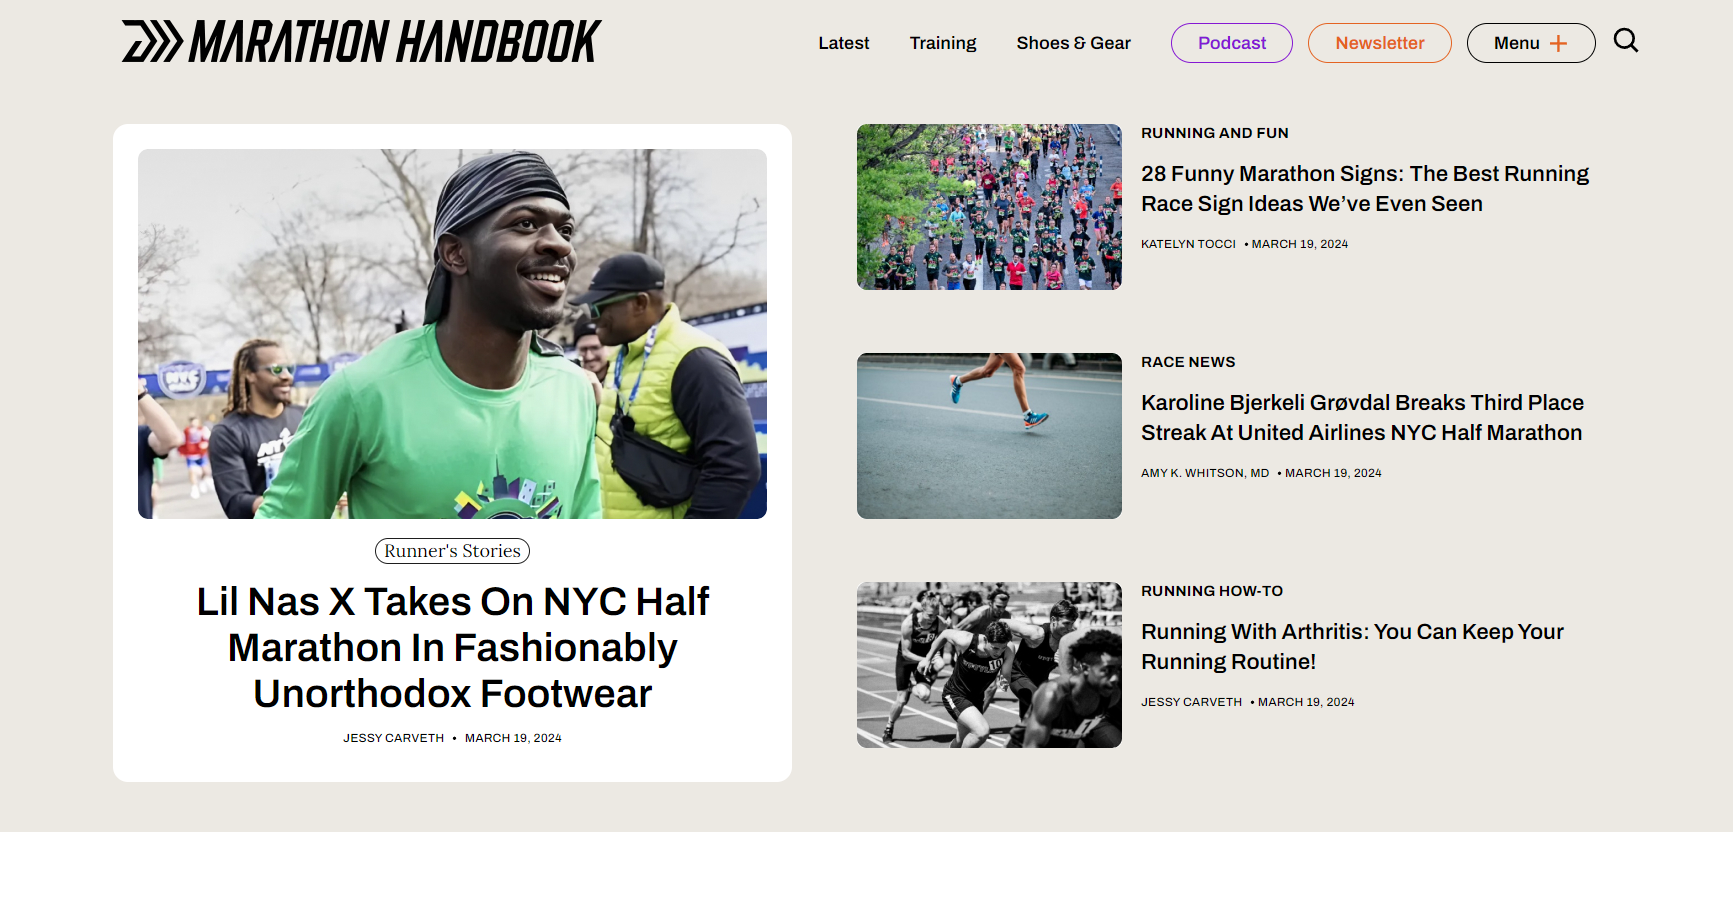 MARATHON HANDBOOK
Latest
Training
Shoes & Gear
Podcast
Newsletter
Menu +
Runner's Stories
Lil Nas X Takes On NYC Half
Marathon In Fashionably
Unorthodox Footwear
JESSY CARVETH • MARCH 19, 2024
RUNNING AND FUN
28 Funny Marathon Signs: The Best Running
Race Sign Ideas We’ve Even Seen
KATELYN TOCCI • MARCH 19, 2024
RACE NEWS
Karoline Bjerkeli Grøvdal Breaks Third Place
Streak At United Airlines NYC Half Marathon
AMY K. WHITSON, MD • MARCH 19, 2024
RUNNING HOW-TO
Running With Arthritis: You Can Keep Your
Running Routine!
JESSY CARVETH • MARCH 19, 2024
NYC
10